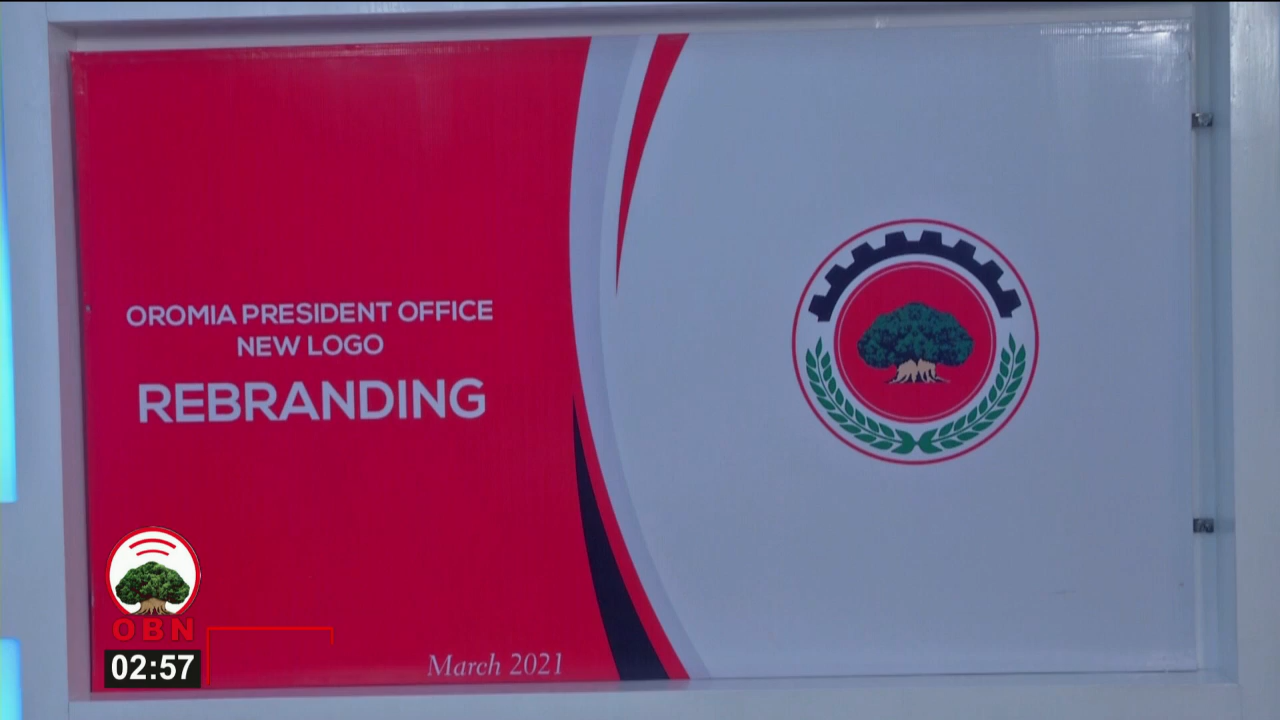 OROMIA PRESIDENT OFFICE
NEW LOGO
REBRANDING
March 2021
OBN
02:57